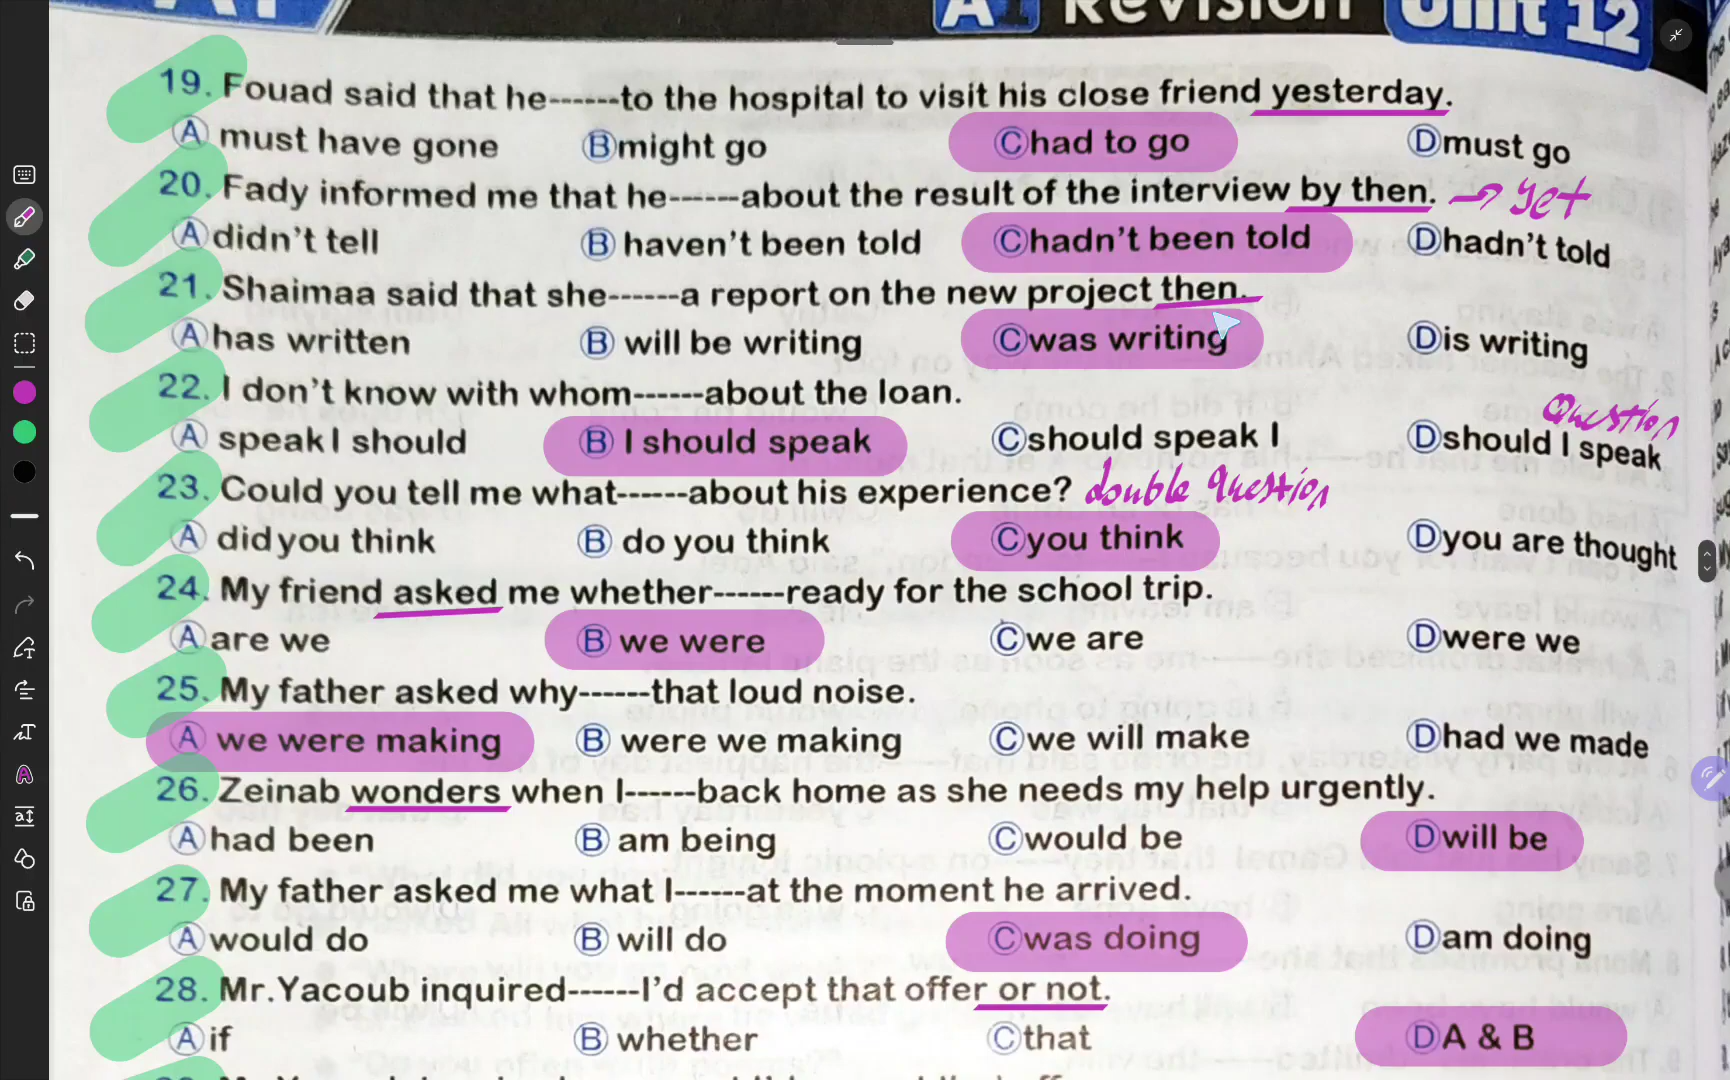 A1 Revision Unit 12
19. Fouad said that he------to the hospital to visit his close friend yesterday.
A must have gone B might go C had to go D must go
20. Fady informed me that he------about the result of the interview by then. → yet
A didn't tell B haven't been told C hadn't been told D hadn't told
21. Shaimaa said that she------a report on the new project then.
A has written B will be writing C was writing D is writing
22. I don't know with whom------about the loan.
Question
A speak I should B I should speak C should speak I D should I speak
23. Could you tell me what------about his experience? double Question
A did you think B do you think C you think D you are thought
24. My friend asked me whether------ready for the school trip.
A are we B we were C we are D were we
25. My father asked why------that loud noise.
A we were making B were we making C we will make D had we made
26. Zeinab wonders when I------back home as she needs my help urgently.
A had been B am being C would be D will be
27. My father asked me what I------at the moment he arrived.
A would do B will do C was doing D am doing
28. Mr.Yacoub inquired------I'd accept that offer or not.
A if B whether C that D A & B